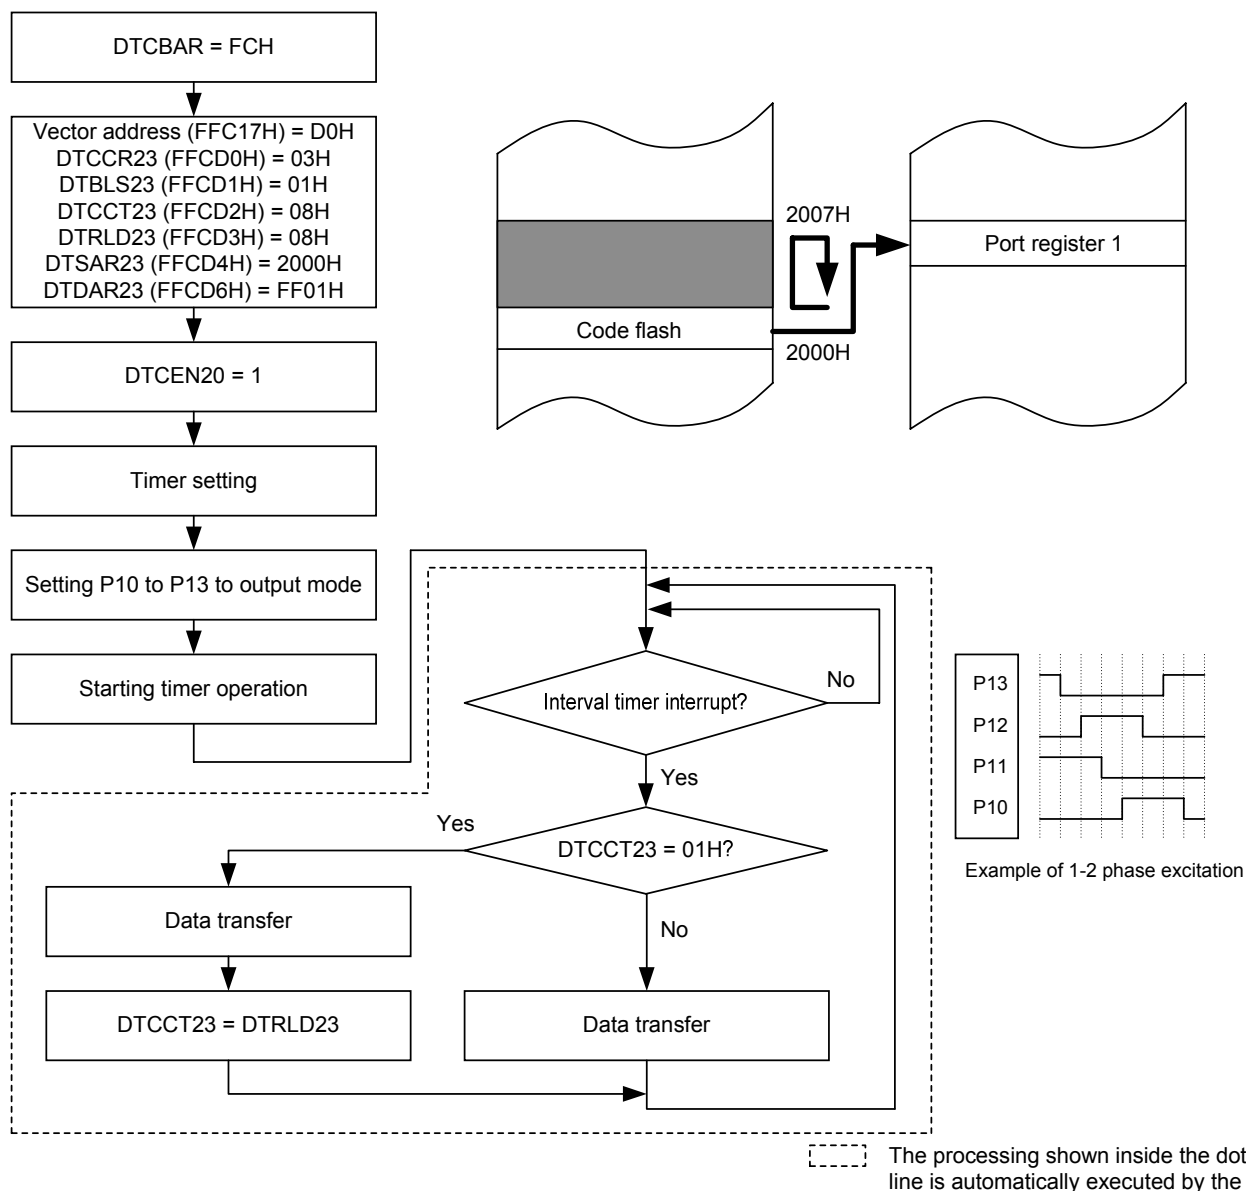 DTCBAR = FCH
Vector address (FFC17H) = D0H
DTCCR23 (FFCD0H) = 03H
DTBLS23 (FFCD1H) = 01H
DTCCT23 (FFCD2H) = 08H
DTRLD23 (FFCD3H) = 08H
DTSAR23 (FFCD4H) = 2000H
DTDAR23 (FFCD6H) = FF01H
DTCEN20 = 1
Timer setting
Setting P10 to P13 to output mode
Starting timer operation
2007H
Port register 1
Code flash
2000H
Interval timer interrupt?
No
Yes
DTCCT23 = 01H?
Yes
No
Data transfer
DTCCT23 = DTRLD23
Data transfer
P13
P12
P11
P10
Example of 1-2 phase excitation
The processing shown inside the dot
line is automatically executed by the